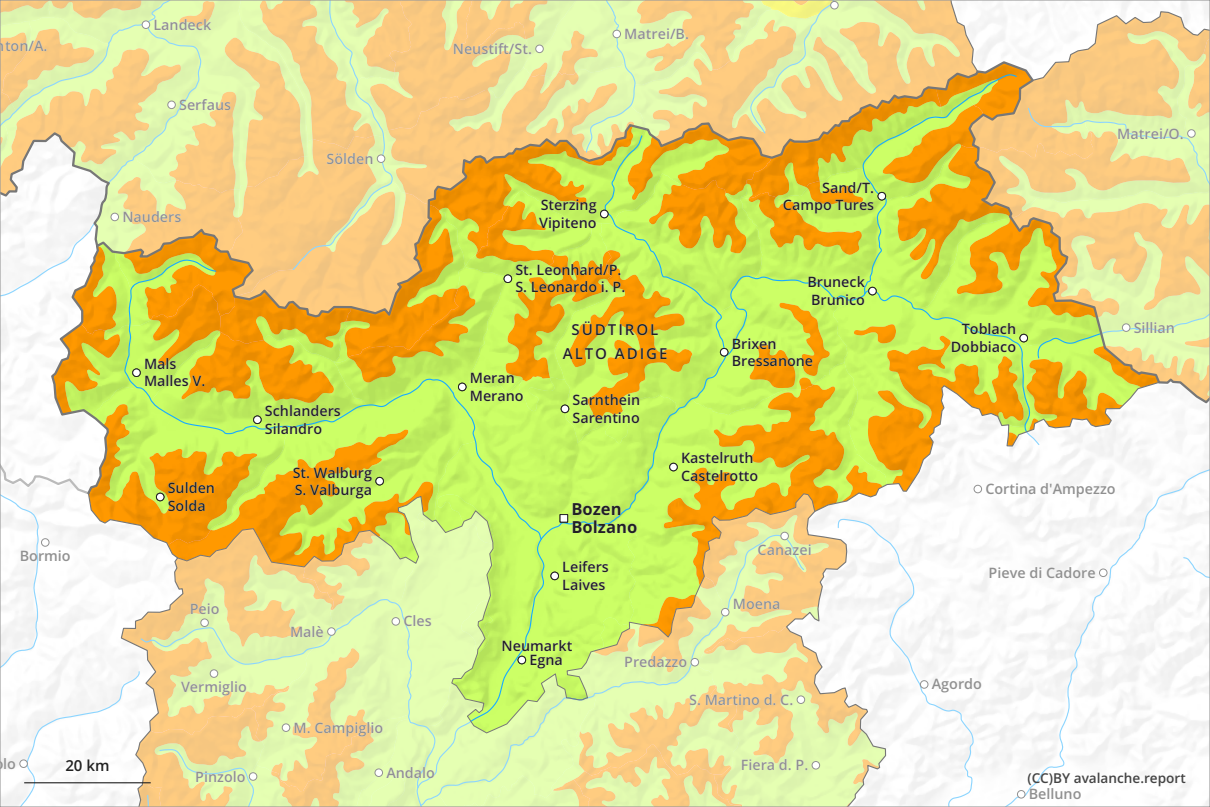 Landeck
nton/A.
Neustift/St.
Matrei/B.
Serfaus
Sölden
Matrei/O.
Nauders
Sterzing
Vipiteno
Sand/T.
Campo Tures
St. Leonhard/P.
S. Leonardo i. P.
Bruneck
Brunico
SÜDTIROL
ALTO ADIGE
Toblach
Dobbiaco
Sillian
Brixen
Bressanone
Mals
Malles V.
Meran
Merano
Schlanders
Silandro
Sarnthein
Sarentino
Kastelruth
Castelrotto
St. Walburg
S. Valburga
Sulden
Solda
Cortina d'Ampezzo
Bozen
Bolzano
Bormio
Canazei
Leifers
Laives
Pieve di Cadore
Peio
Moena
Malè
Cles
Neumarkt
Egna
Predazzo
Vermiglio
Agordo
S. Martino d. C.
M. Campiglio
olo
20 km
Pinzolo
Andalo
Fiera d. P.
(CC)BY avalanche.report
Belluno